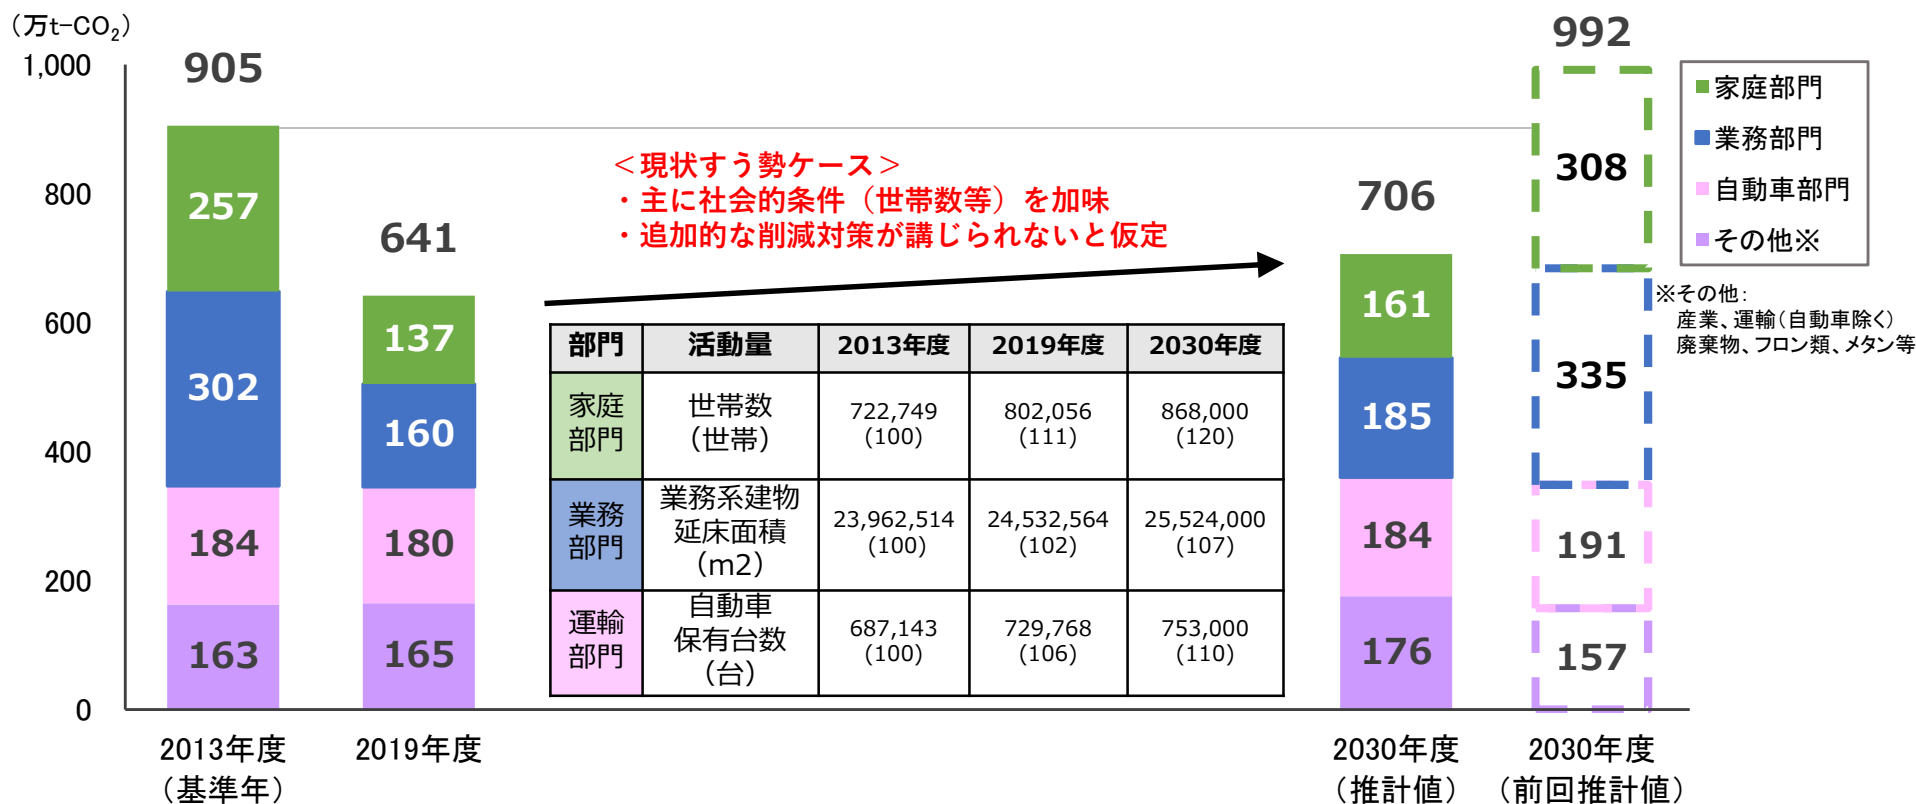 （万t-CO₂）
1,000
800
600
400
200
0
905
257
302
184
163
2013年度
（基準年）
641
137
160
180
165
2019年度
＜現状すう勢ケース＞
・主に社会的条件（世帯数等）を加味
・追加的な削減対策が講じられないと仮定
部門 活動量 2013年度 2019年度 2030年度
家庭
部門
世帯数
（世帯）
722,749
(100)
802,056
(111)
868,000
(120)
業務
部門
業務系建物
延床面積
（m2）
23,962,514
(100)
24,532,564
(102)
25,524,000
(107)
運輸
部門
自動車
保有台数
（台）
687,143
(100)
729,768
(106)
753,000
(110)
706
161
185
184
176
2030年度
（推計値）
992
308
335
191
157
2030年度
（前回推計値）
家庭部門
業務部門
自動車部門
その他※
※その他：
産業、運輸（自動車除く）
廃棄物、フロン類、メタン等